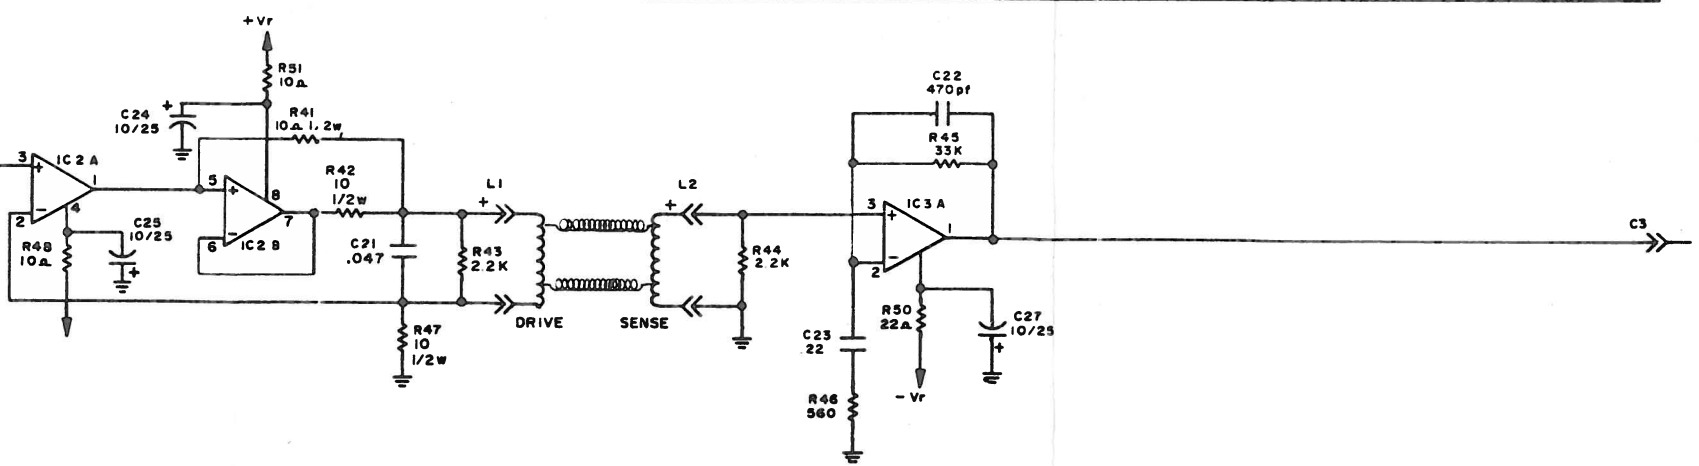 +Vr
R51
10Ω
C24
10/25
+
R41
10Ω 1/2W
3
+
IC2A
1
2
-
4
C25
10/25
+
R48
10Ω
5
+
8
6
-
7
IC2B
R42
10
1/2W
C21
.047
R43
2.2K
R47
10
1/2W
L1
+
DRIVE
L2
+
SENSE
R44
2.2K
C22
470pf
R45
33K
3
+
IC3A
1
2
-
R50
22Ω
C27
10/25
+
-Vr
C23
.22
R46
560
C3